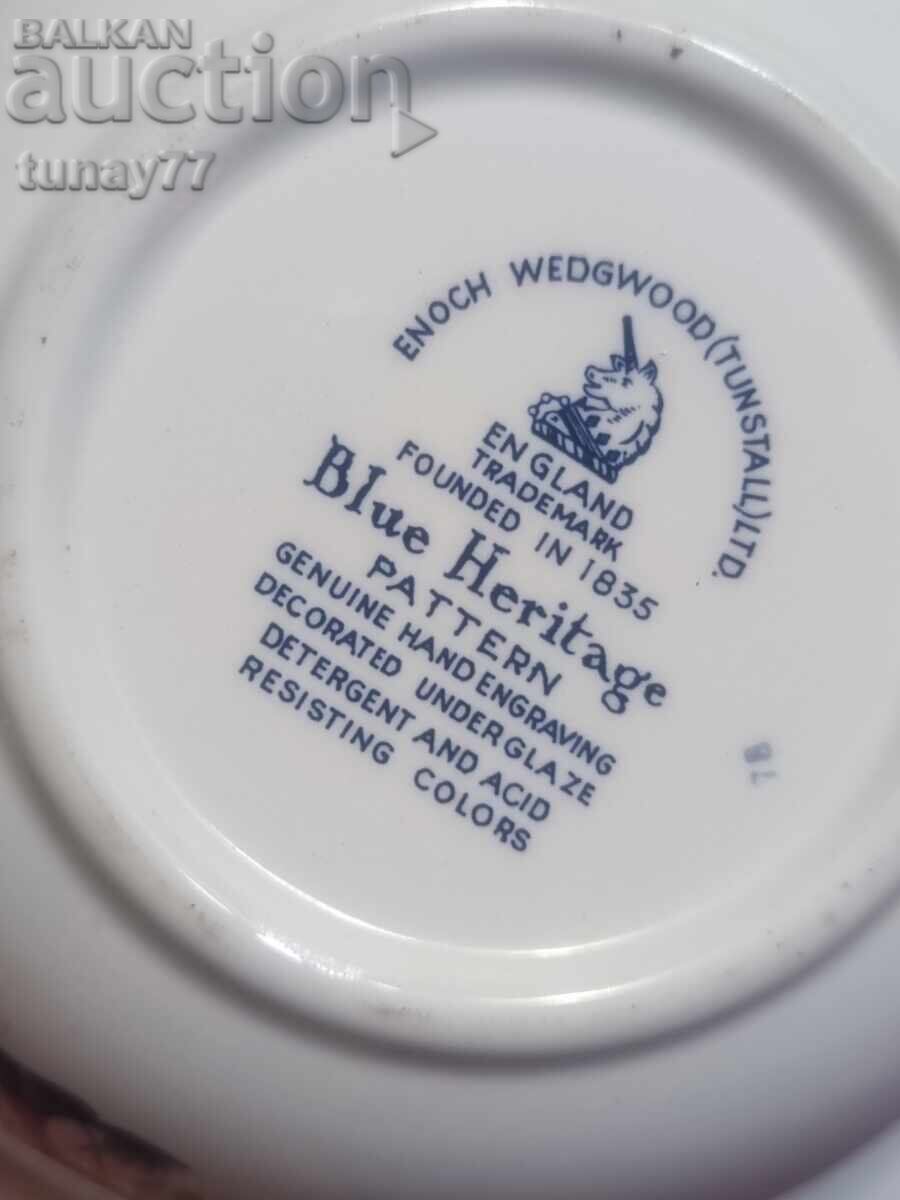 BALKAN
auction
tunay77
ENOCH WEDGWOOD (TUNSTALL) LTD.
ENGLAND
TRADEMARK
FOUNDED IN 1835
Blue Heritage
PATTERN
GENUINE HAND ENGRAVING
DECORATED UNDERGLAZE
DETERGENT AND ACID
RESISTING COLORS